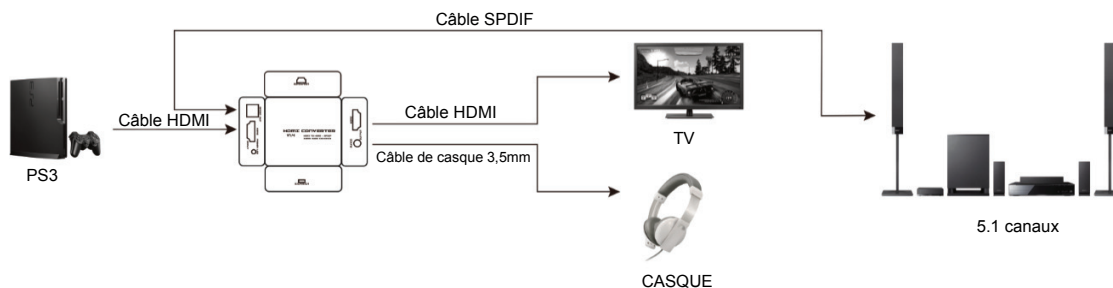 Câble SPDIF
Câble HDMI
PS3
HDMI CONVERTER
Câble HDMI
Câble de casque 3,5mm
TV
CASQUE
5.1 canaux